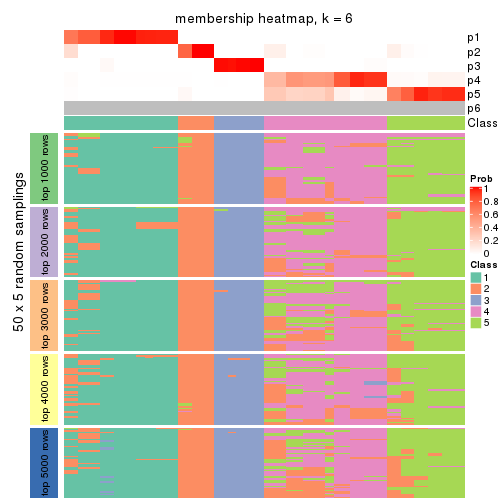 membership heatmap, k = 6
p1
p2
p3
p4
p5
p6
Class
50 x 5 random samplings
top 1000 rows
top 2000 rows
top 3000 rows
top 4000 rows
top 5000 rows
Prob
1
0.8
0.6
0.4
0.2
0
Class
1
2
3
4
5